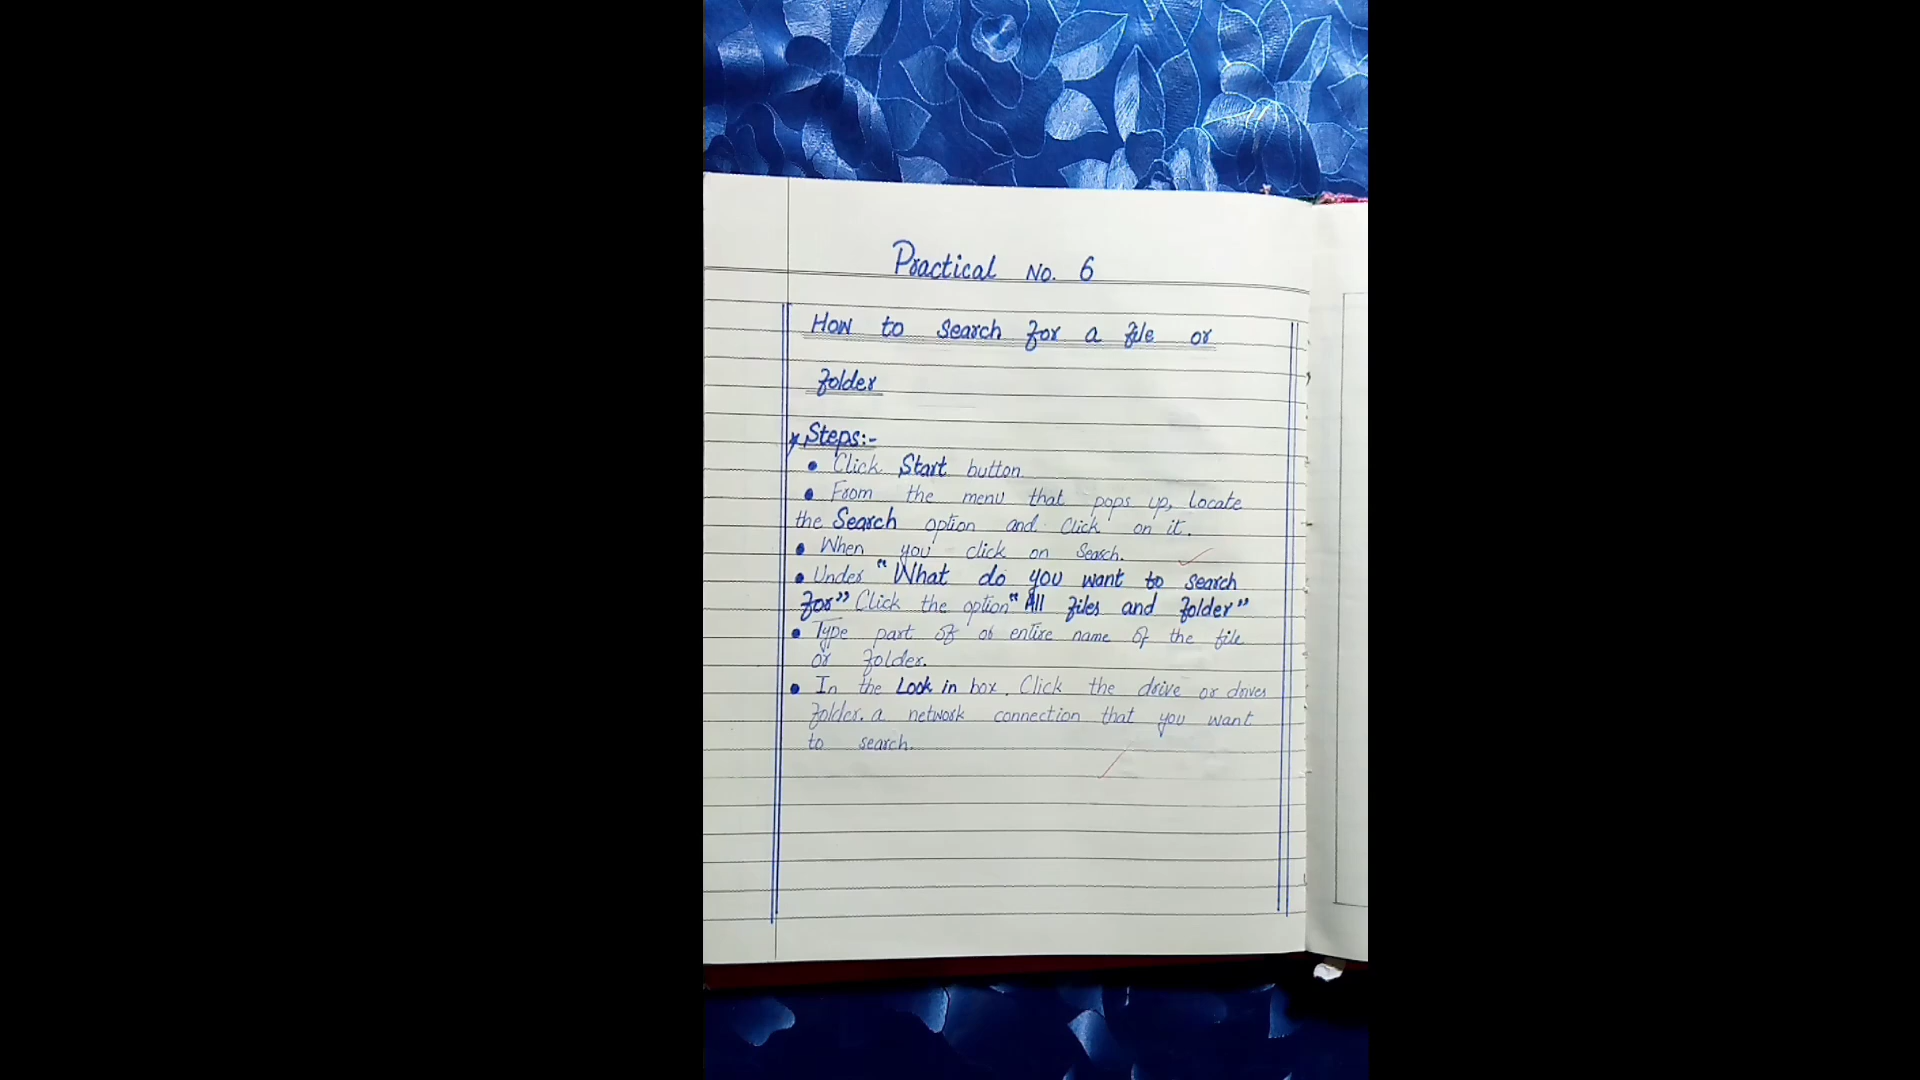 Practical No. 6
How to search for a file or
folder
* Steps:-
• Click Start button.
• From the menu that pops up, locate
the Search option and Click on it.
• When you click on Search.
• Under "What do you want to search
for" Click the option "All files and folder"
• Type part of of entire name of the file
or folder.
• In the Look in box. Click the drive or drives
folder. a network connection that you want
to search.